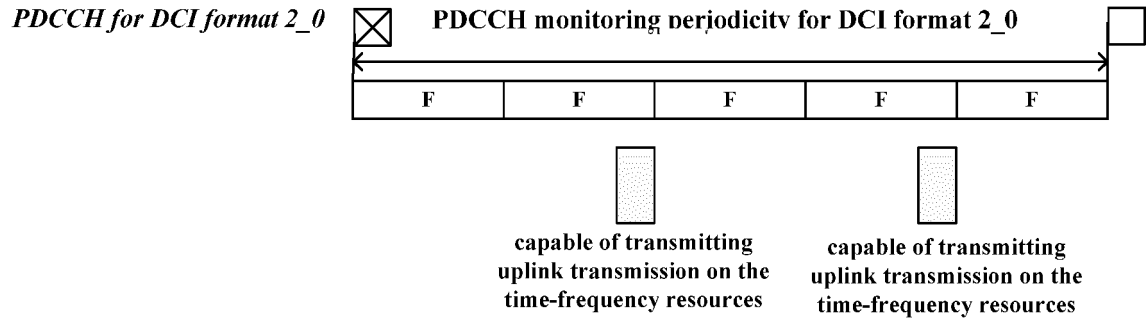 PDCCH for DCI format 2_0
PDCCH monitoring periodicity for DCI format 2_0
F F F F F
capable of transmitting
uplink transmission on the
time-frequency resources
capable of transmitting
uplink transmission on the
time-frequency resources